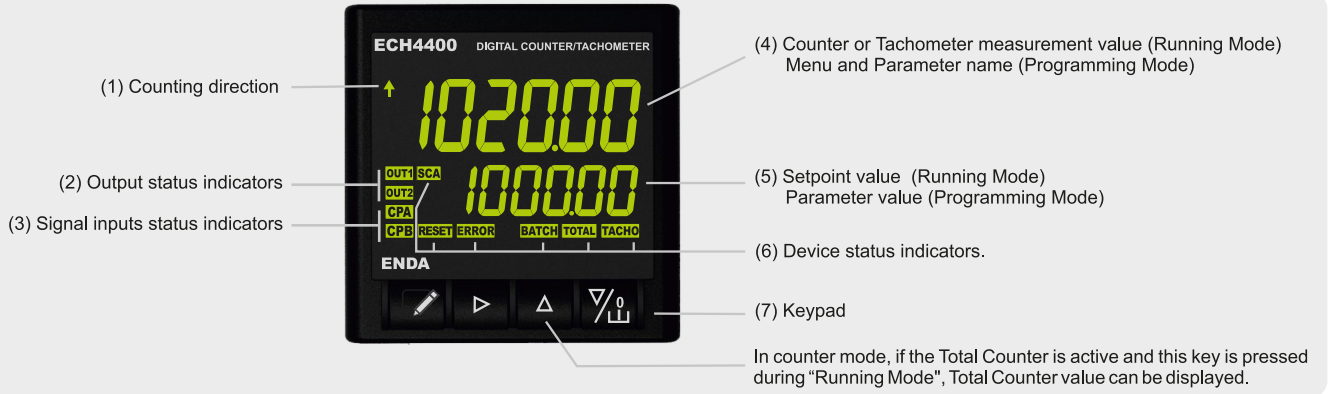 ECH4400 DIGITAL COUNTER/TACHOMETER
(1) Counting direction
1020.00
(2) Output status indicators
OUT1 SCA
OUT2
1000.00
(3) Signal inputs status indicators
CPA
CPB RESET ERROR BATCH TOTAL TACHO
ENDA
0
(4) Counter or Tachometer measurement value (Running Mode)
Menu and Parameter name (Programming Mode)
(5) Setpoint value (Running Mode)
Parameter value (Programming Mode)
(6) Device status indicators.
(7) Keypad
In counter mode, if the Total Counter is active and this key is pressed
during “Running Mode", Total Counter value can be displayed.